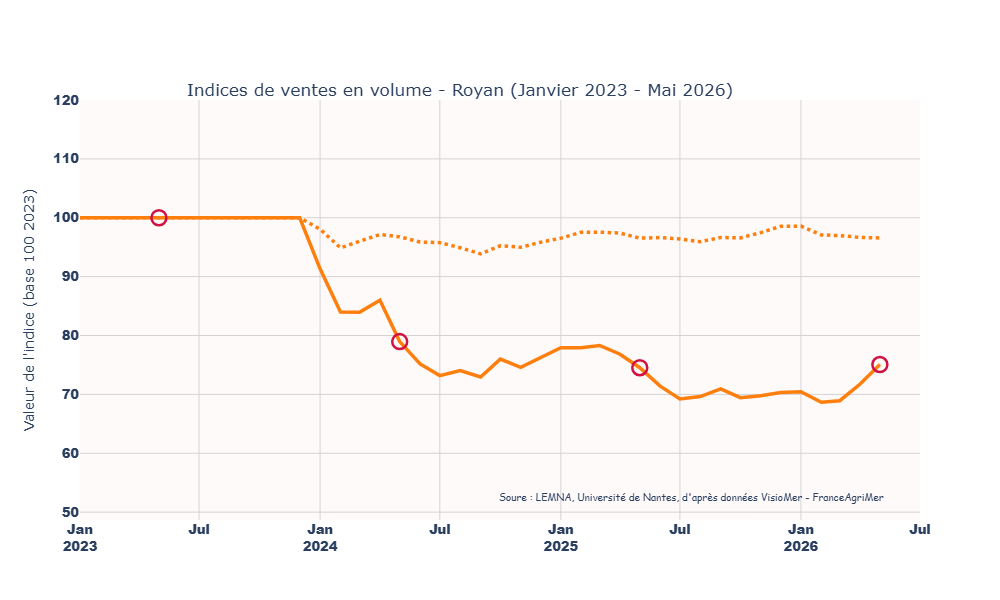 Indices de ventes en volume - Royan (Janvier 2023 - Mai 2026)
120
110
100
90
80
70
60
50
Valeur de l'indice (base 100 2023)
Soure : LEMNA, Université de Nantes, d'après données VisioMer - FranceAgriMer
Jan Jul Jan Jul Jan Jul Jan Jul
2023 2024 2025 2026